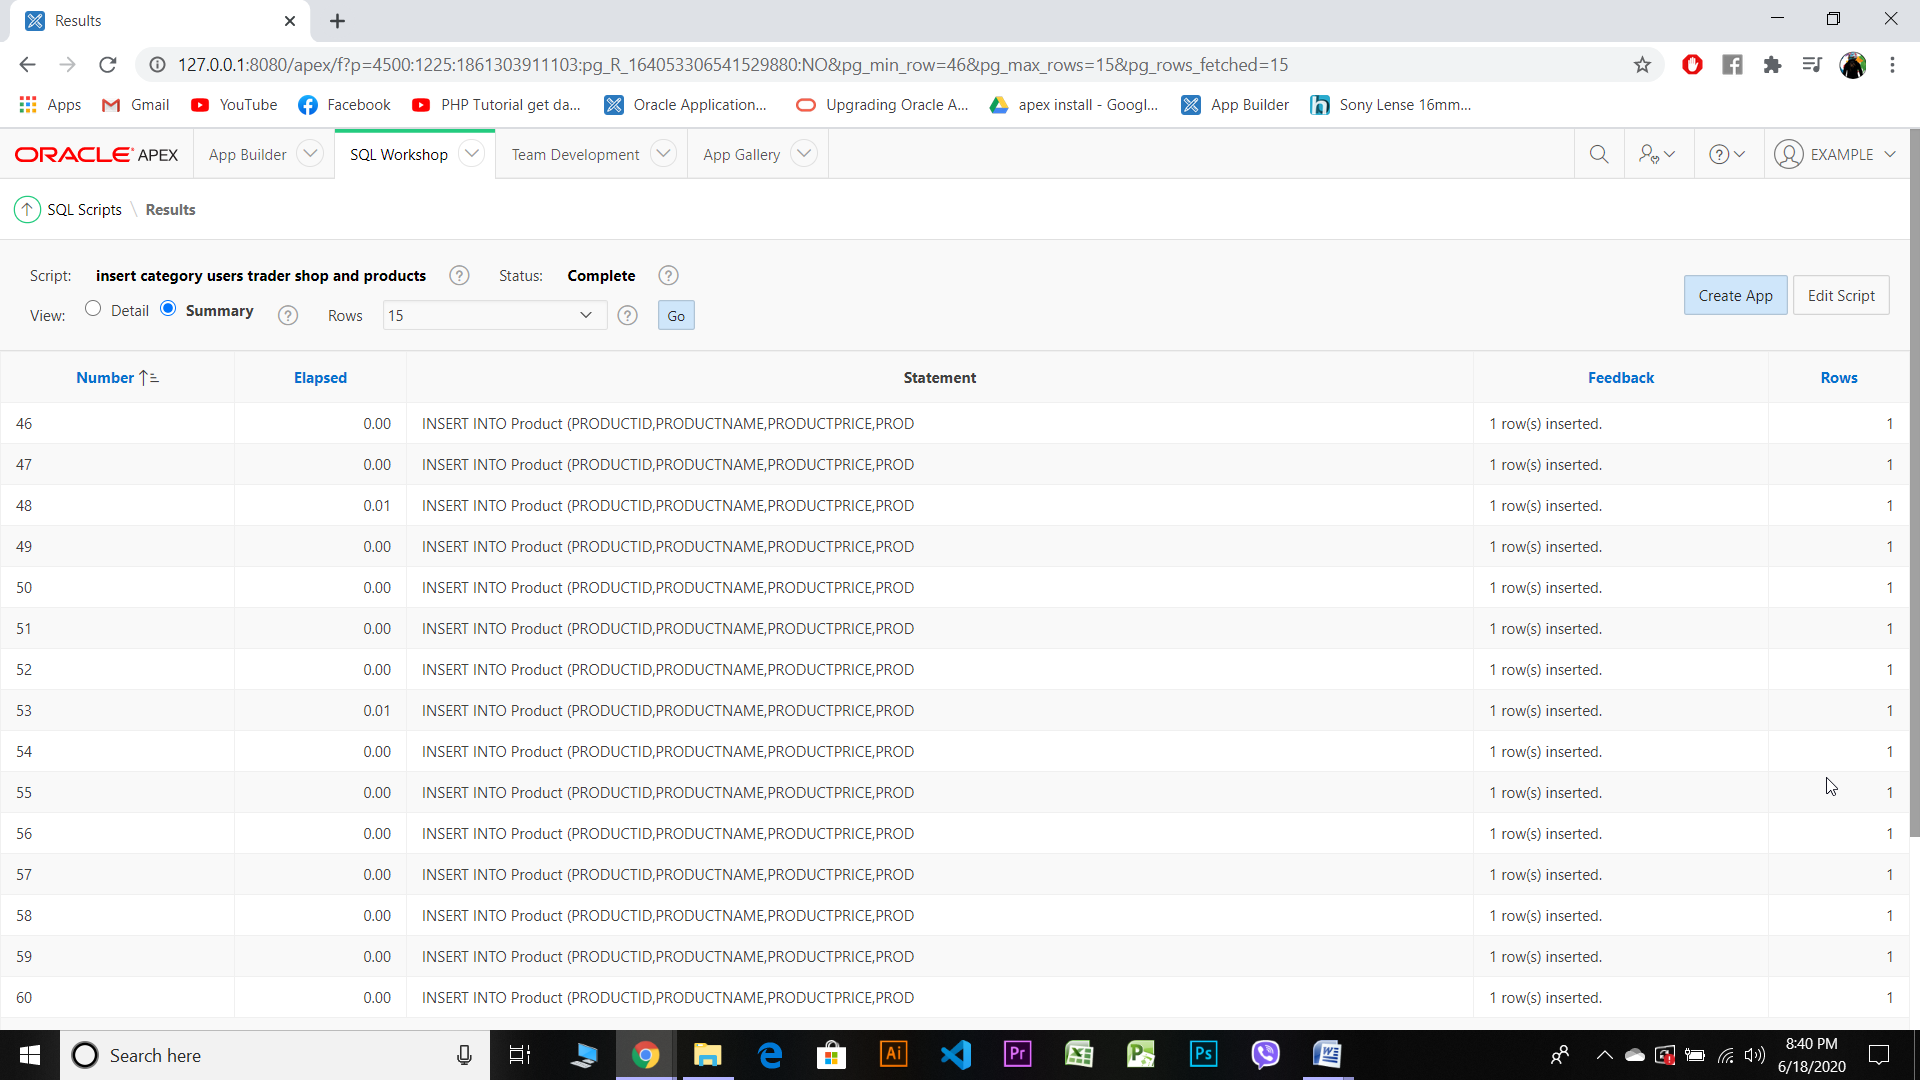 Results
127.0.0.1:8080/apex/f?p=4500:1225:1861303911103:pg_R_164053306541529880:NO&pg_min_row=46&pg_max_rows=15&pg_rows_fetched=15
Apps Gmail YouTube Facebook PHP Tutorial get da... Oracle Application... Upgrading Oracle A... apex install - Googl... App Builder Sony Lense 16mm...
ORACLE APEX App Builder SQL Workshop Team Development App Gallery EXAMPLE
SQL Scripts \ Results
Script: insert category users trader shop and products Status: Complete
Create App Edit Script
View: Detail Summary Rows 15 Go
Number Elapsed Statement Feedback Rows
46 0.00 INSERT INTO Product (PRODUCTID,PRODUCTNAME,PRODUCTPRICE,PROD 1 row(s) inserted. 1
47 0.00 INSERT INTO Product (PRODUCTID,PRODUCTNAME,PRODUCTPRICE,PROD 1 row(s) inserted. 1
48 0.01 INSERT INTO Product (PRODUCTID,PRODUCTNAME,PRODUCTPRICE,PROD 1 row(s) inserted. 1
49 0.00 INSERT INTO Product (PRODUCTID,PRODUCTNAME,PRODUCTPRICE,PROD 1 row(s) inserted. 1
50 0.00 INSERT INTO Product (PRODUCTID,PRODUCTNAME,PRODUCTPRICE,PROD 1 row(s) inserted. 1
51 0.00 INSERT INTO Product (PRODUCTID,PRODUCTNAME,PRODUCTPRICE,PROD 1 row(s) inserted. 1
52 0.00 INSERT INTO Product (PRODUCTID,PRODUCTNAME,PRODUCTPRICE,PROD 1 row(s) inserted. 1
53 0.01 INSERT INTO Product (PRODUCTID,PRODUCTNAME,PRODUCTPRICE,PROD 1 row(s) inserted. 1
54 0.00 INSERT INTO Product (PRODUCTID,PRODUCTNAME,PRODUCTPRICE,PROD 1 row(s) inserted. 1
55 0.00 INSERT INTO Product (PRODUCTID,PRODUCTNAME,PRODUCTPRICE,PROD 1 row(s) inserted. 1
56 0.00 INSERT INTO Product (PRODUCTID,PRODUCTNAME,PRODUCTPRICE,PROD 1 row(s) inserted. 1
57 0.00 INSERT INTO Product (PRODUCTID,PRODUCTNAME,PRODUCTPRICE,PROD 1 row(s) inserted. 1
58 0.00 INSERT INTO Product (PRODUCTID,PRODUCTNAME,PRODUCTPRICE,PROD 1 row(s) inserted. 1
59 0.00 INSERT INTO Product (PRODUCTID,PRODUCTNAME,PRODUCTPRICE,PROD 1 row(s) inserted. 1
60 0.00 INSERT INTO Product (PRODUCTID,PRODUCTNAME,PRODUCTPRICE,PROD 1 row(s) inserted. 1
Search here Ai Pr Ps 8:40 PM
6/18/2020